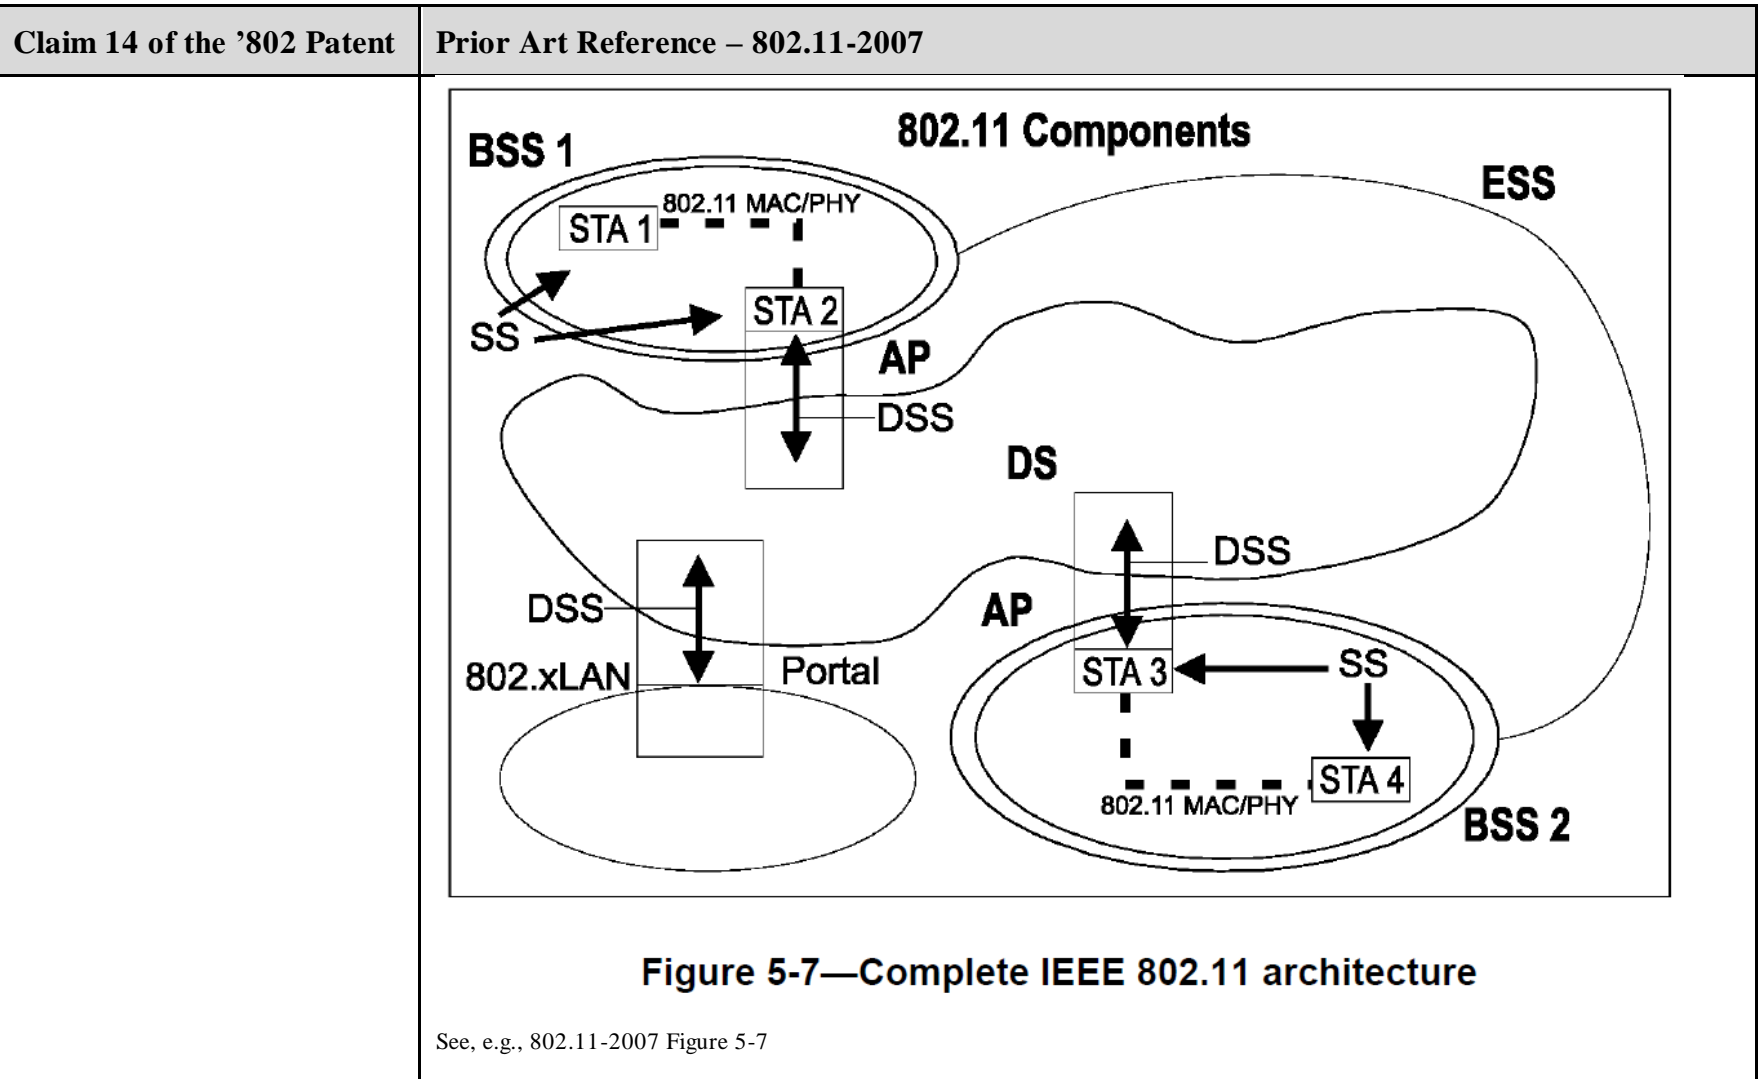 Claim 14 of the ’802 Patent
Prior Art Reference – 802.11-2007
802.11 Components
BSS 1
ESS
802.11 MAC/PHY
STA 1
STA 2
SS
AP
DSS
DS
DSS
DSS
AP
802.xLAN
Portal
STA 3
SS
STA 4
802.11 MAC/PHY
BSS 2
Figure 5-7—Complete IEEE 802.11 architecture
See, e.g., 802.11-2007 Figure 5-7